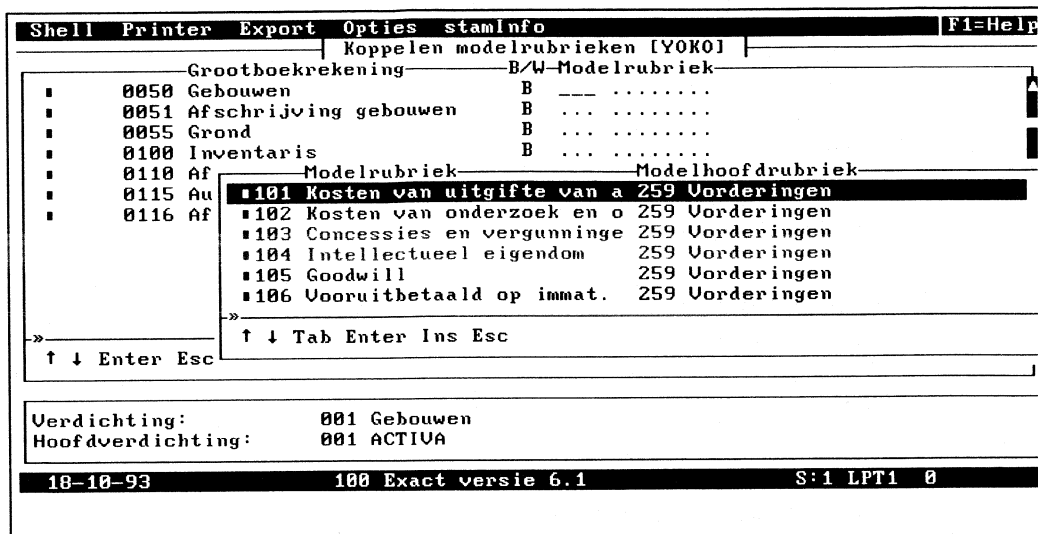 Shell Printer Export Opties stamInfo F1=Help
Koppelen modelrubrieken [YOKO]
Grootboekrekening B/W Modelrubriek
0050 Gebouwen B ___ ........
0051 Afschrijving gebouwen B ... ........
0055 Grond B ... ........
0100 Inventaris B ... ........
0110 Af
0115 Au
0116 Af
Modelrubriek Modelhoofdrubriek
101 Kosten van uitgifte van a 259 Vorderingen
102 Kosten van onderzoek en o 259 Vorderingen
103 Concessies en vergunninge 259 Vorderingen
104 Intellectueel eigendom 259 Vorderingen
105 Goodwill 259 Vorderingen
106 Vooruitbetaald op immat. 259 Vorderingen
»
↑ ↓ Tab Enter Ins Esc
»
↑ ↓ Enter Esc
Verdichting: 001 Gebouwen
Hoofdverdichting: 001 ACTIVA
18-10-93 100 Exact versie 6.1 S:1 LPT1 0